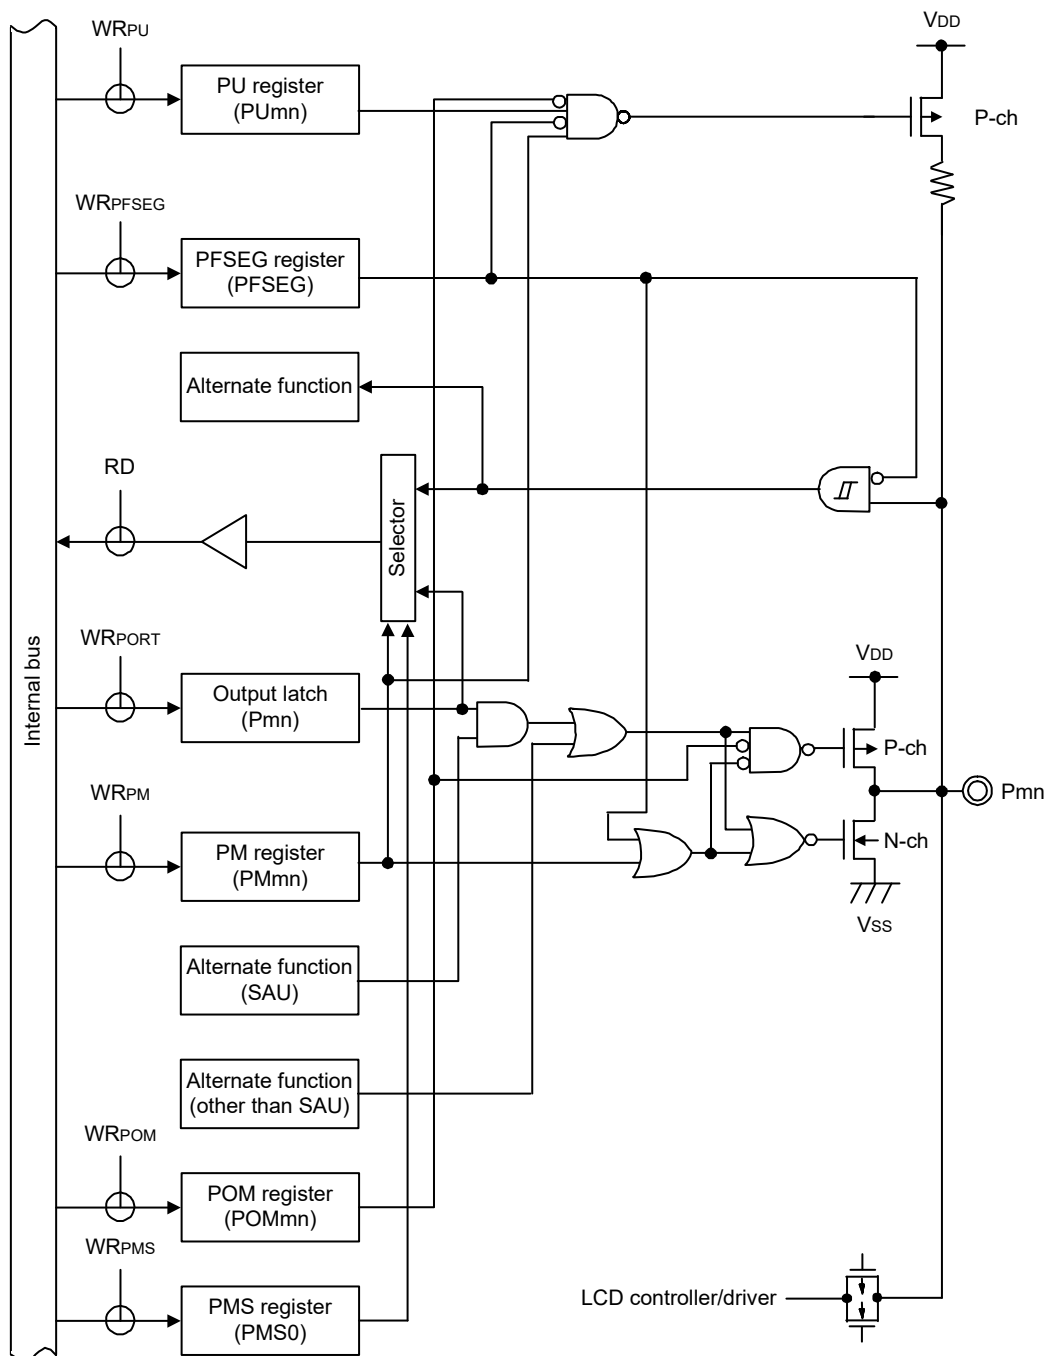 WRPU
VDD
PU register
(PUmn)
P-ch
WRPFSEG
PFSEG register
(PFSEG)
Alternate function
RD
Selector
Internal bus
WRPORT
VDD
Output latch
(Pmn)
P-ch
WRPM
Pmn
PM register
(PMmn)
N-ch
VSS
Alternate function
(SAU)
Alternate function
(other than SAU)
WRPOM
POM register
(POMmn)
WRPMS
LCD controller/driver
PMS register
(PMS0)